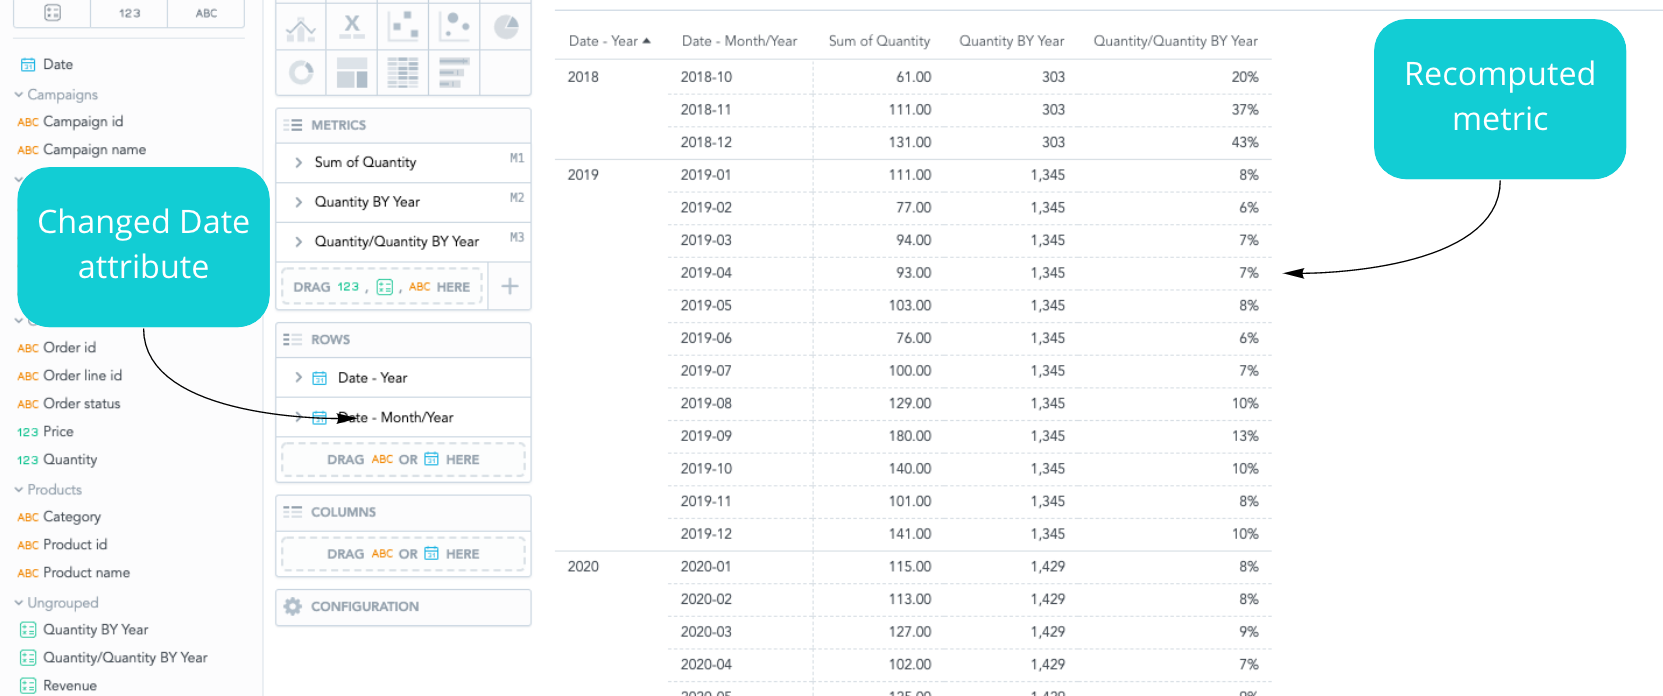 123
ABC
Date
Campaigns
ABC Campaign id
ABC Campaign name
Changed Date
attribute
ABC Order id
ABC Order line id
ABC Order status
123 Price
123 Quantity
Products
ABC Category
ABC Product id
ABC Product name
Ungrouped
Quantity BY Year
Quantity/Quantity BY Year
Revenue
METRICS
Sum of Quantity M1
Quantity BY Year M2
Quantity/Quantity BY Year M3
DRAG 123 , , ABC HERE
ROWS
Date - Year
Date - Month/Year
DRAG ABC OR HERE
COLUMNS
DRAG ABC OR HERE
CONFIGURATION
Date - Year Date - Month/Year Sum of Quantity Quantity BY Year Quantity/Quantity BY Year
2018 2018-10 61.00 303 20%
2018-11 111.00 303 37%
2018-12 131.00 303 43%
2019 2019-01 111.00 1,345 8%
2019-02 77.00 1,345 6%
2019-03 94.00 1,345 7%
2019-04 93.00 1,345 7%
2019-05 103.00 1,345 8%
2019-06 76.00 1,345 6%
2019-07 100.00 1,345 7%
2019-08 129.00 1,345 10%
2019-09 180.00 1,345 13%
2019-10 140.00 1,345 10%
2019-11 101.00 1,345 8%
2019-12 141.00 1,345 10%
2020 2020-01 115.00 1,429 8%
2020-02 113.00 1,429 8%
2020-03 127.00 1,429 9%
2020-04 102.00 1,429 7%
Recomputed
metric